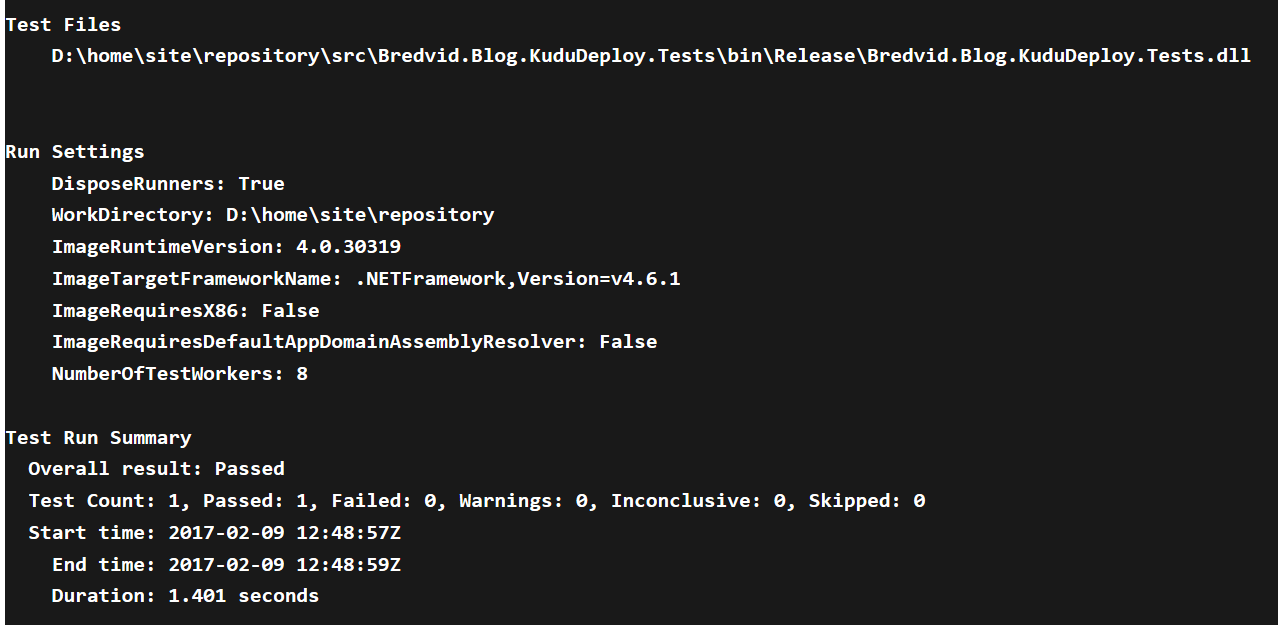 Test Files
D:\home\site\repository\src\Bredvid.Blog.KuduDeploy.Tests\bin\Release\Bredvid.Blog.KuduDeploy.Tests.dll
Run Settings
DisposeRunners: True
WorkDirectory: D:\home\site\repository
ImageRuntimeVersion: 4.0.30319
ImageTargetFrameworkName: .NETFramework,Version=v4.6.1
ImageRequiresX86: False
ImageRequiresDefaultAppDomainAssemblyResolver: False
NumberOfTestWorkers: 8
Test Run Summary
Overall result: Passed
Test Count: 1, Passed: 1, Failed: 0, Warnings: 0, Inconclusive: 0, Skipped: 0
Start time: 2017-02-09 12:48:57Z
End time: 2017-02-09 12:48:59Z
Duration: 1.401 seconds